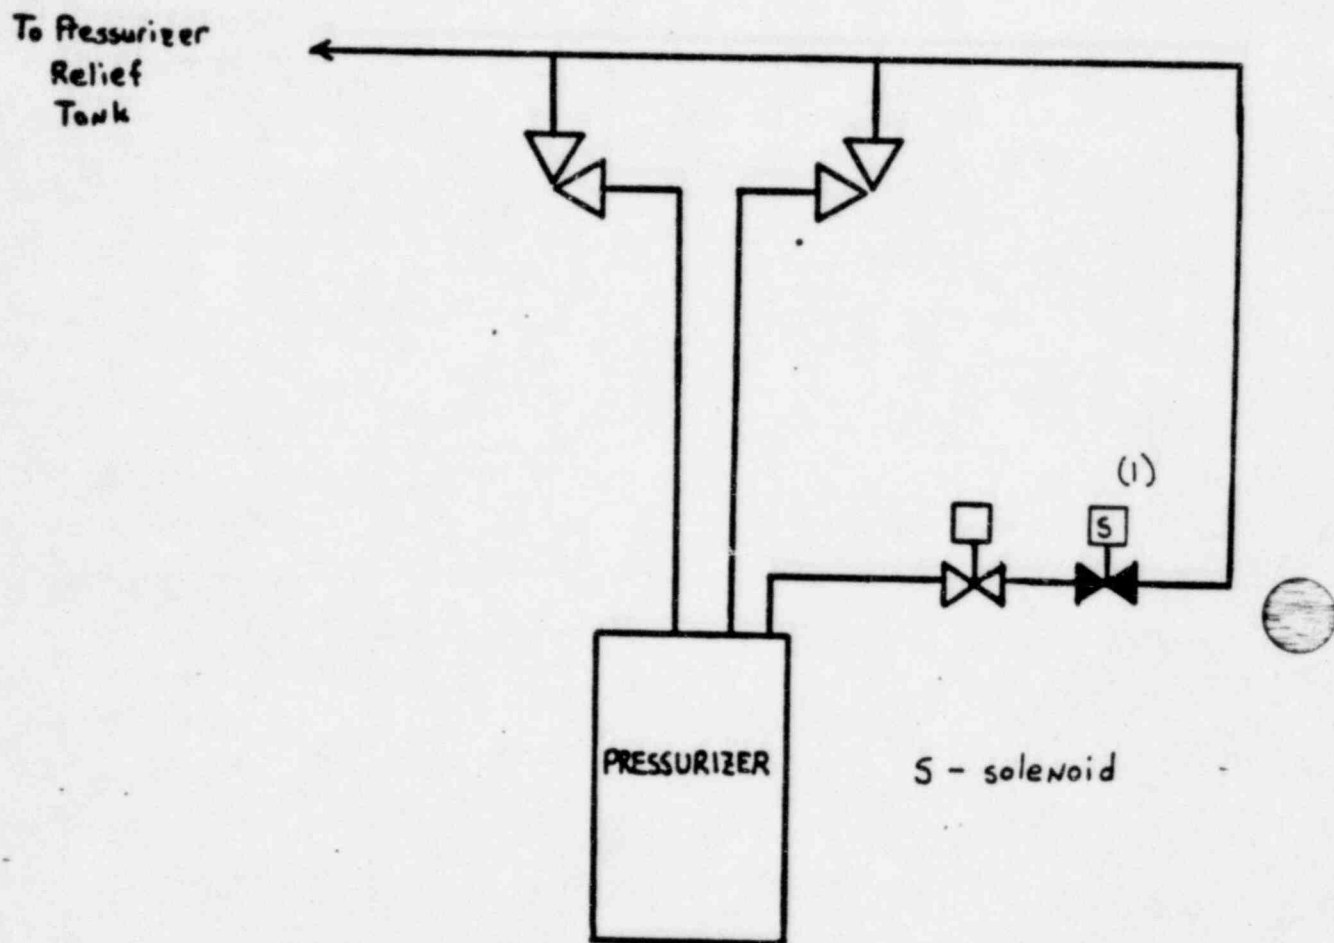 To Pressurizer
Relief
Tank
(1)
S
PRESSURIZER
S - solenoid